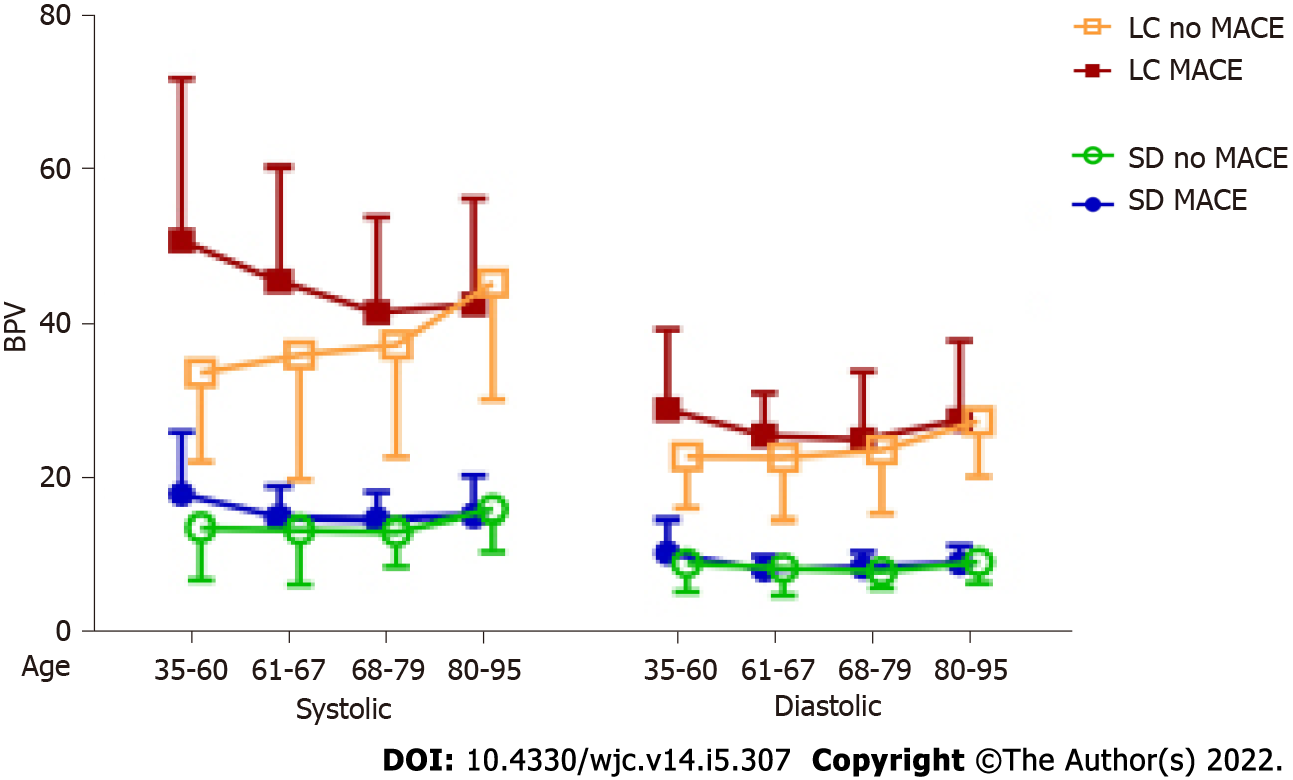 80
60
40
20
0
BPV
LC no MACE
LC MACE
SD no MACE
SD MACE
Age 35-60 61-67 68-79 80-95 35-60 61-67 68-79 80-95
Systolic Diastolic
DOI: 10.4330/wjc.v14.i5.307 Copyright ©The Author(s) 2022.